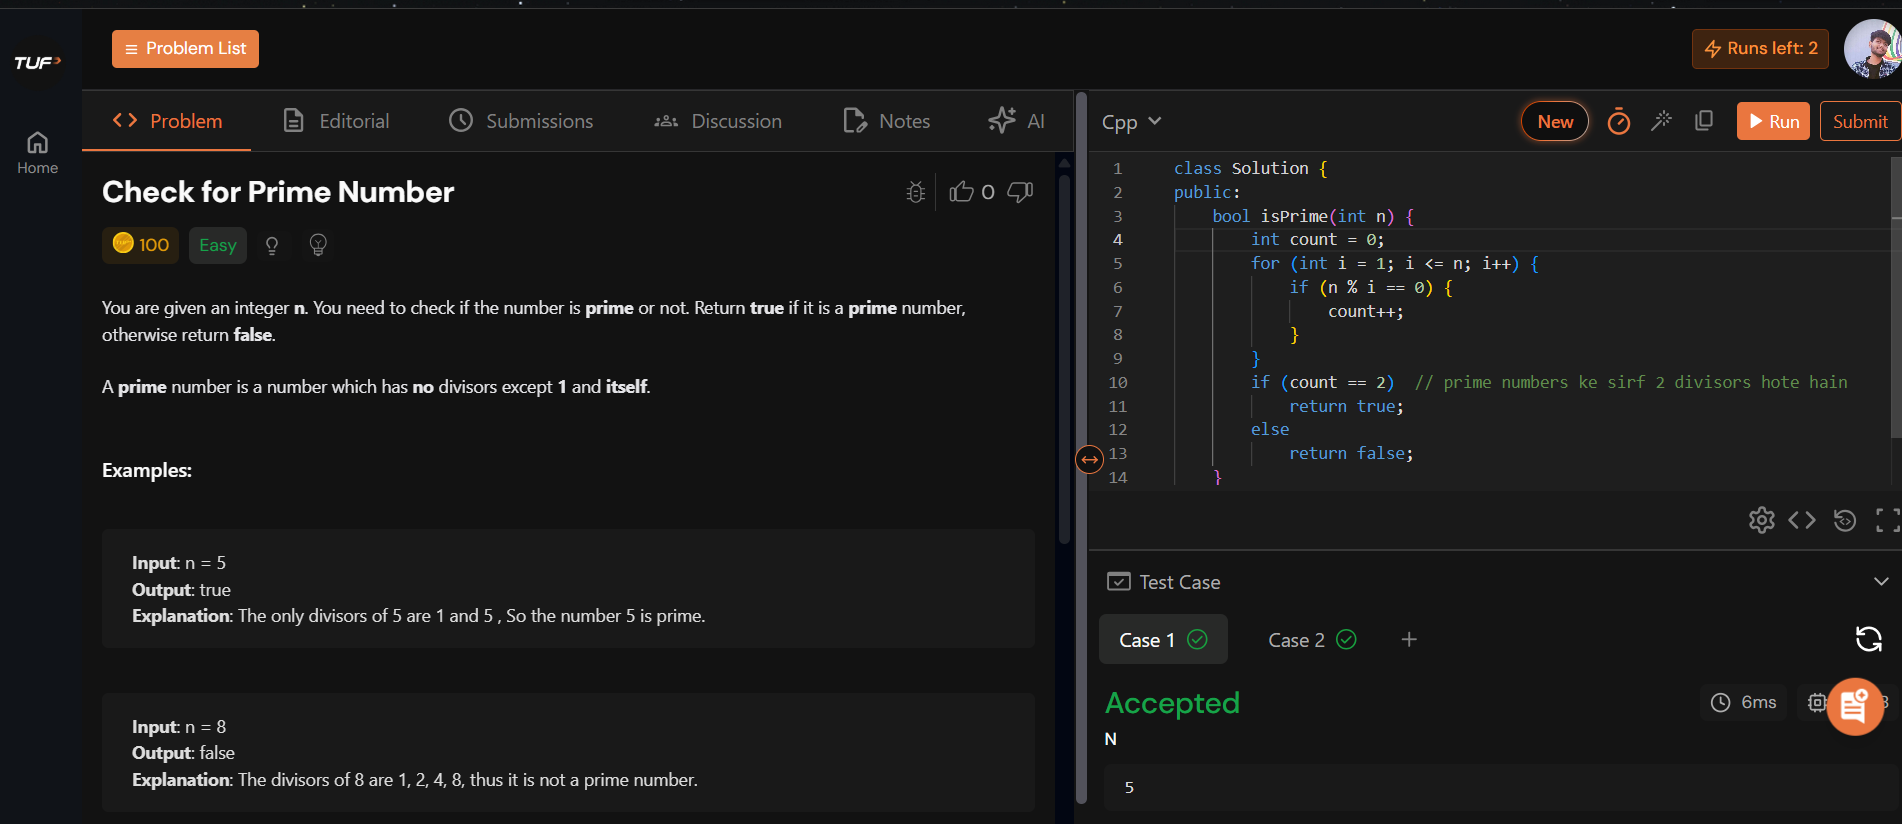 TUF
Home
Problem List
Runs left: 2
Problem
Editorial
Submissions
Discussion
Notes
AI
Check for Prime Number
0
100
Easy
You are given an integer n. You need to check if the number is prime or not. Return true if it is a prime number,
otherwise return false.
A prime number is a number which has no divisors except 1 and itself.
Examples:
Input: n = 5
Output: true
Explanation: The only divisors of 5 are 1 and 5 , So the number 5 is prime.
Input: n = 8
Output: false
Explanation: The divisors of 8 are 1, 2, 4, 8, thus it is not a prime number.
Cpp
New
Run
Submit
1 class Solution {
2 public:
3 bool isPrime(int n) {
4 int count = 0;
5 for (int i = 1; i <= n; i++) {
6 if (n % i == 0) {
7 count++;
8 }
9 }
10 if (count == 2) // prime numbers ke sirf 2 divisors hote hain
11 return true;
12 else
13 return false;
14 }
Test Case
Case 1
Case 2
+
Accepted
6ms
N
5